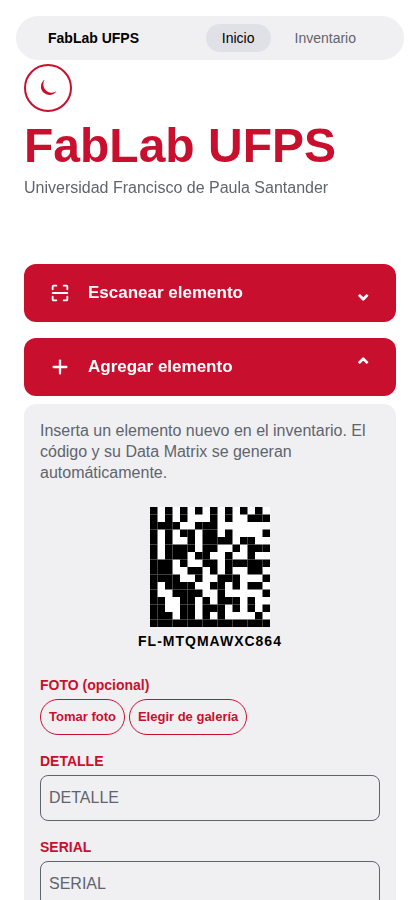 FabLab UFPS
Inicio
Inventario
FabLab UFPS
Universidad Francisco de Paula Santander
Escanear elemento
Agregar elemento
Inserta un elemento nuevo en el inventario. El
código y su Data Matrix se generan
automáticamente.
FL-MTQMAWXC864
FOTO (opcional)
Tomar foto
Elegir de galería
DETALLE
DETALLE
SERIAL
SERIAL